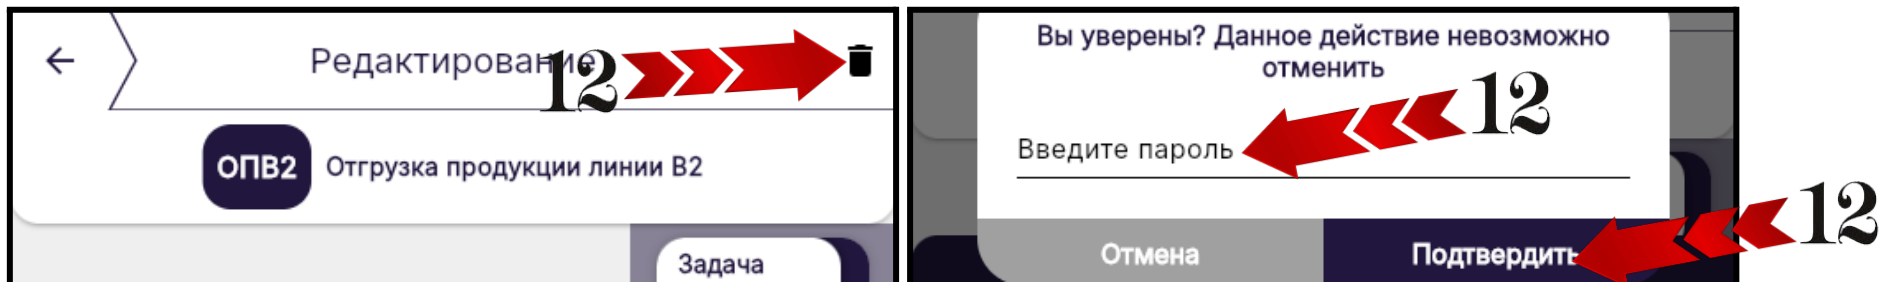 Редактирование
12
ОПВ2 Отгрузка продукции линии В2
Задача
Вы уверены? Данное действие невозможно
отменить
12
Введите пароль
12
Отмена Подтвердить